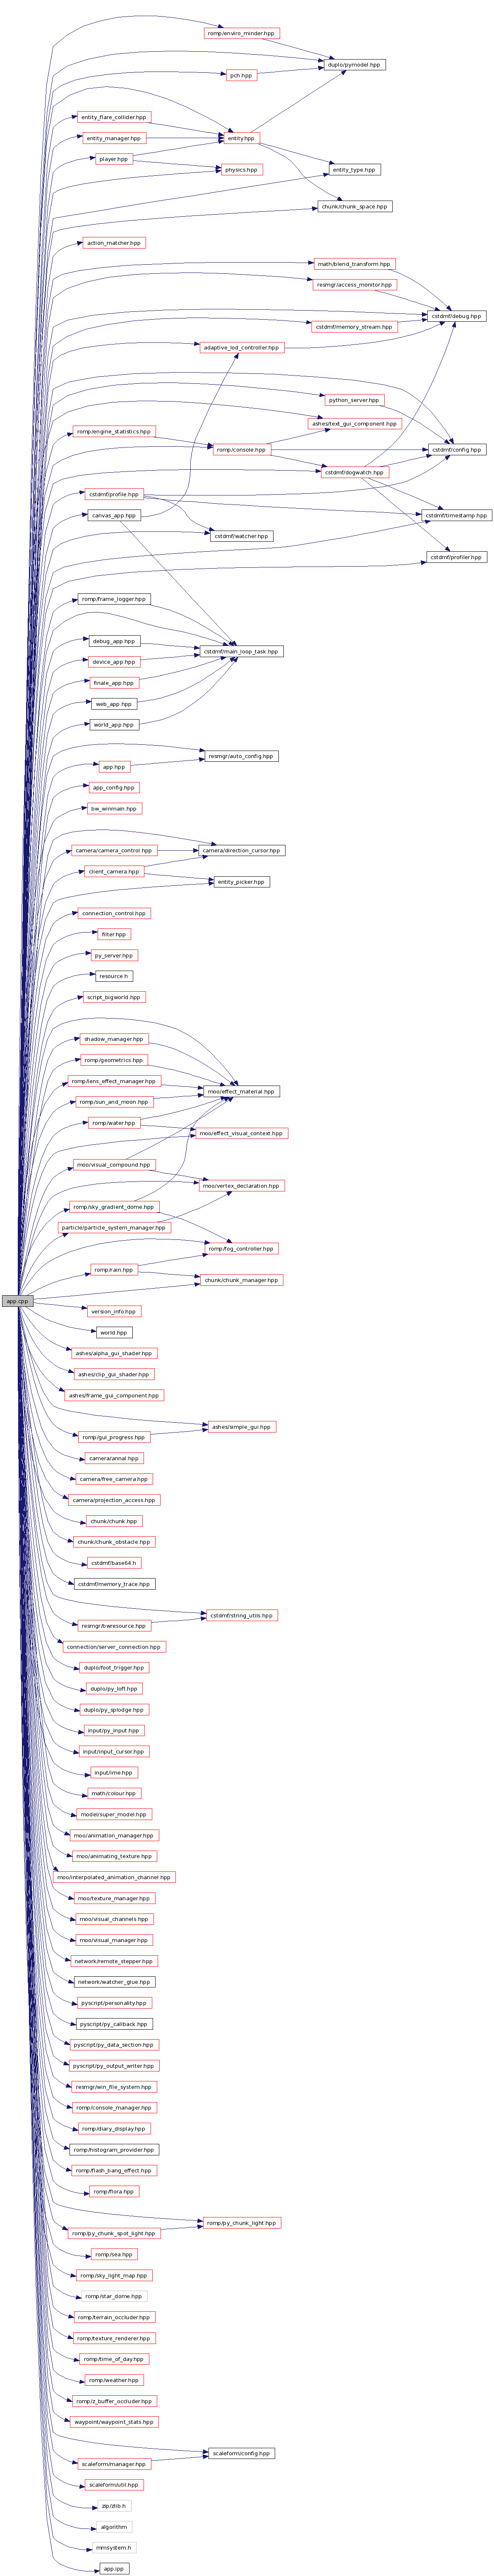 romp/enviro_minder.hpp
duplo/pymodel.hpp
pch.hpp
entity_flare_collider.hpp
entity_manager.hpp
entity.hpp
player.hpp
physics.hpp
entity_type.hpp
chunk/chunk_space.hpp
action_matcher.hpp
math/blend_transform.hpp
resmgr/access_monitor.hpp
cstdmf/debug.hpp
cstdmf/memory_stream.hpp
adaptive_lod_controller.hpp
python_server.hpp
ashes/text_gui_component.hpp
romp/engine_statistics.hpp
romp/console.hpp
cstdmf/config.hpp
cstdmf/dogwatch.hpp
cstdmf/profile.hpp
canvas_app.hpp
cstdmf/timestamp.hpp
cstdmf/watcher.hpp
cstdmf/profiler.hpp
romp/frame_logger.hpp
debug_app.hpp
cstdmf/main_loop_task.hpp
device_app.hpp
finale_app.hpp
web_app.hpp
world_app.hpp
resmgr/auto_config.hpp
app.hpp
app_config.hpp
bw_winmain.hpp
camera/camera_control.hpp
camera/direction_cursor.hpp
client_camera.hpp
entity_picker.hpp
connection_control.hpp
filter.hpp
py_server.hpp
resource.h
script_bigworld.hpp
shadow_manager.hpp
romp/geometrics.hpp
romp/lens_effect_manager.hpp
moo/effect_material.hpp
romp/sun_and_moon.hpp
romp/water.hpp
moo/effect_visual_context.hpp
moo/visual_compound.hpp
moo/vertex_declaration.hpp
romp/sky_gradient_dome.hpp
particle/particle_system_manager.hpp
romp/fog_controller.hpp
romp/rain.hpp
chunk/chunk_manager.hpp
app.cpp
version_info.hpp
world.hpp
ashes/alpha_gui_shader.hpp
ashes/clip_gui_shader.hpp
ashes/frame_gui_component.hpp
ashes/simple_gui.hpp
romp/gui_progress.hpp
camera/annal.hpp
camera/free_camera.hpp
camera/projection_access.hpp
chunk/chunk.hpp
chunk/chunk_obstacle.hpp
cstdmf/base64.h
cstdmf/memory_trace.hpp
cstdmf/string_utils.hpp
resmgr/bwresource.hpp
connection/server_connection.hpp
duplo/foot_trigger.hpp
duplo/py_loft.hpp
duplo/py_splodge.hpp
input/py_input.hpp
input/input_cursor.hpp
input/ime.hpp
math/colour.hpp
model/super_model.hpp
moo/animation_manager.hpp
moo/animating_texture.hpp
moo/interpolated_animation_channel.hpp
moo/texture_manager.hpp
moo/visual_channels.hpp
moo/visual_manager.hpp
network/remote_stepper.hpp
network/watcher_glue.hpp
pyscript/personality.hpp
pyscript/py_callback.hpp
pyscript/py_data_section.hpp
pyscript/py_output_writer.hpp
resmgr/win_file_system.hpp
romp/console_manager.hpp
romp/diary_display.hpp
romp/histogram_provider.hpp
romp/flash_bang_effect.hpp
romp/flora.hpp
romp/py_chunk_light.hpp
romp/py_chunk_spot_light.hpp
romp/sea.hpp
romp/sky_light_map.hpp
romp/star_dome.hpp
romp/terrain_occluder.hpp
romp/texture_renderer.hpp
romp/time_of_day.hpp
romp/weather.hpp
romp/z_buffer_occluder.hpp
waypoint/waypoint_stats.hpp
scaleform/config.hpp
scaleform/manager.hpp
scaleform/util.hpp
zip/zlib.h
algorithm
mmsystem.h
app.ipp